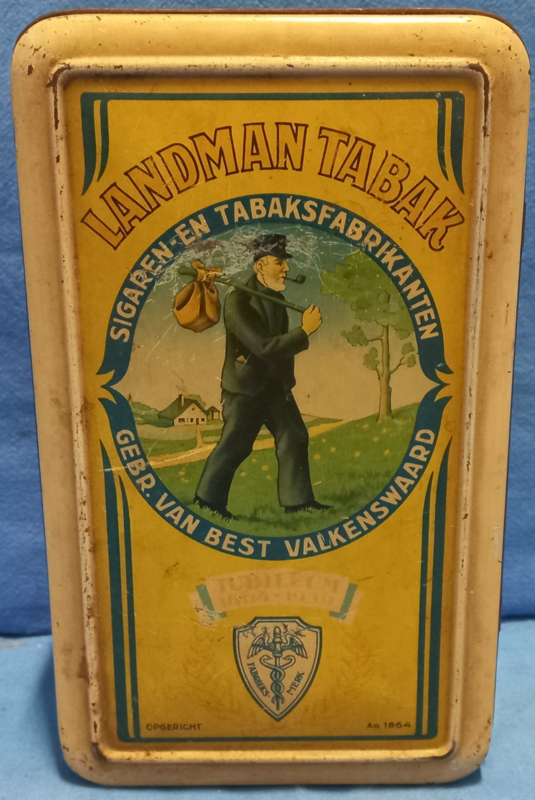 LANDMAN TABAK
SIGAREN-EN TABAKSFABRIKANTEN
GEBR. VAN BEST VALKENSWAARD
JUBILEUM
FABRIEKS-MERK
OPGERICHT
Ao 1864